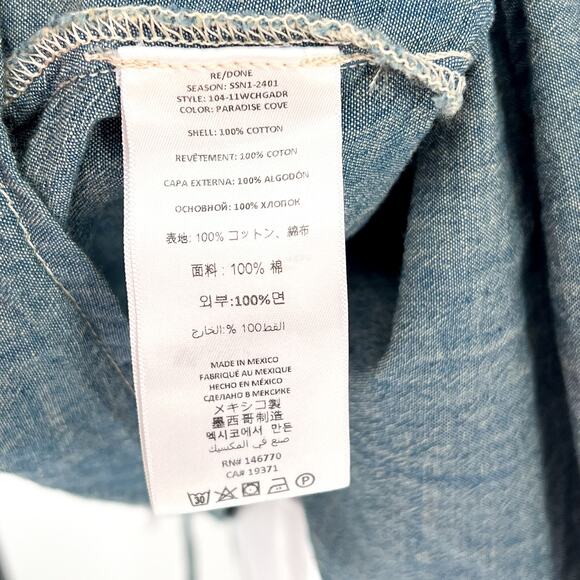 RE/DONE
SEASON: SSN1-2401
STYLE: 104-11WCHGADR
COLOR: PARADISE COVE
SHELL: 100% COTTON
REVÊTEMENT: 100% COTON
CAPA EXTERNA: 100% ALGODÓN
ОСНОВНОЙ: 100% ХЛОПОК
表地: 100% コットン、綿布
面料: 100% 棉
외부:100%면
القط100 %:الخارج
MADE IN MEXICO
FABRIQUÉ AU MEXIQUE
HECHO EN MÉXICO
СДЕЛАНО В МЕКСИКЕ
メキシコ製
墨西哥制造
멕시코에서 만든
صنع في المكسيك
RN# 146770
CA# 19371
30 P